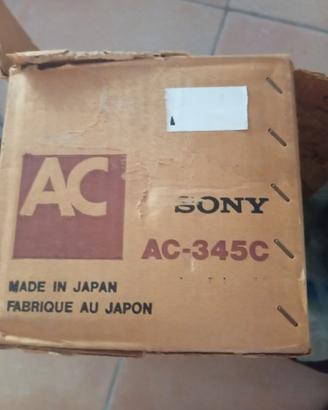 AC
SONY
AC-345C
MADE IN JAPAN
FABRIQUE AU JAPON